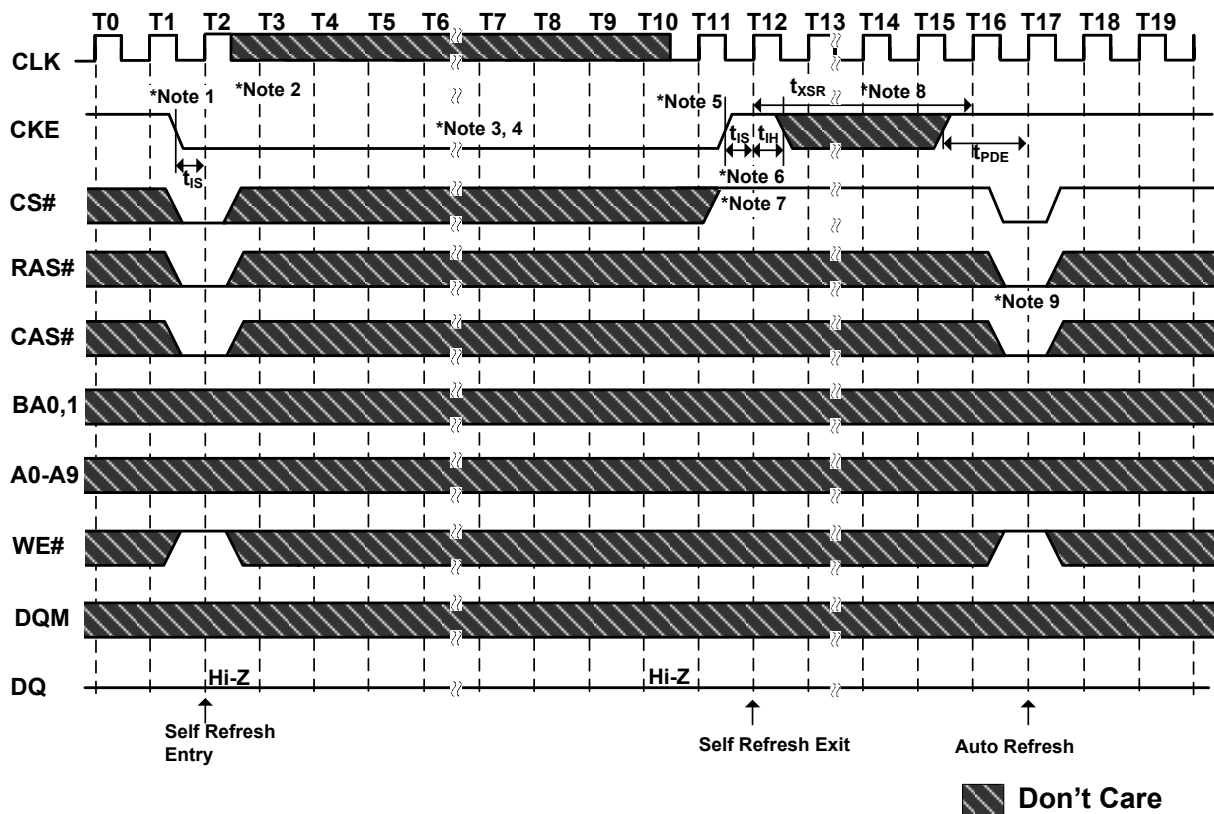 T0 T1 T2 T3 T4 T5 T6 T7 T8 T9 T10 T11 T12 T13 T14 T15 T16 T17 T18 T19
CLK
*Note 1 *Note 2 *Note 5 tXSR *Note 8
CKE *Note 3, 4 tIS tIH tPDE
tIS *Note 6
CS# *Note 7
RAS#
*Note 9
CAS#
BA0,1
A0-A9
WE#
DQM
Hi-Z Hi-Z
DQ
Self Refresh Entry Self Refresh Exit Auto Refresh
Don't Care